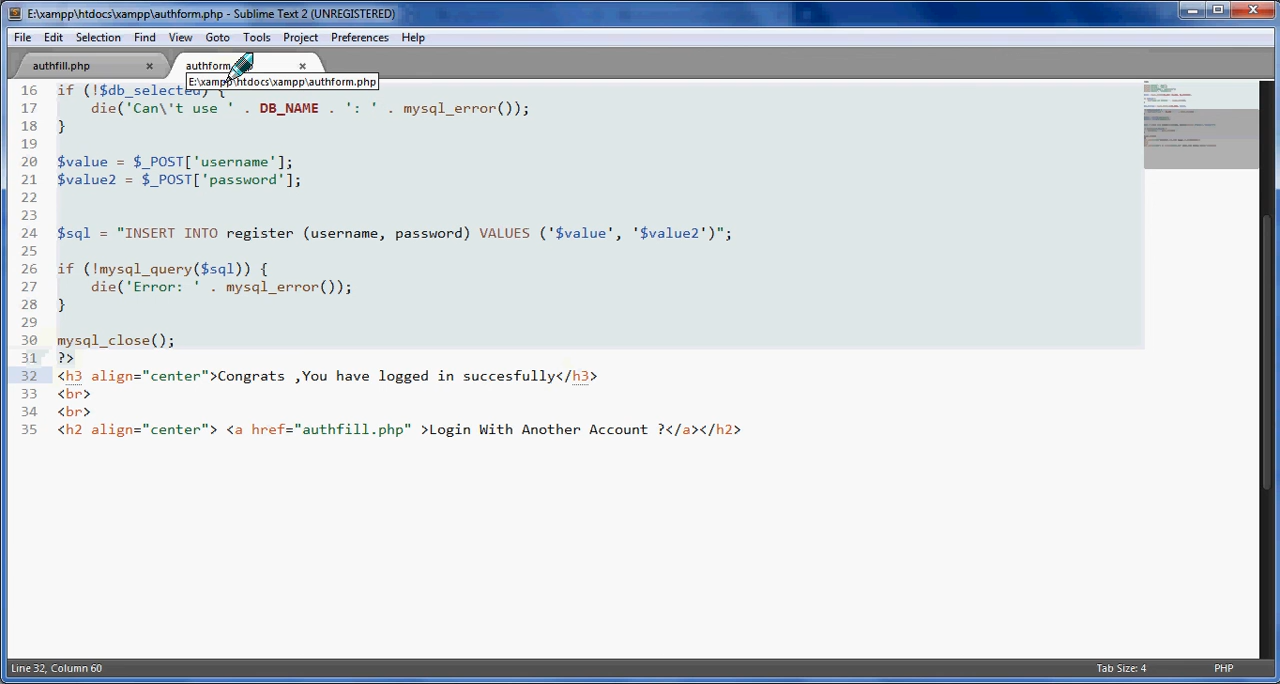 E:\xampp\htdocs\xampp\authform.php - Sublime Text 2 (UNREGISTERED)
File Edit Selection Find View Goto Tools Project Preferences Help
authfill.php × authform. ×
E:\xampp\htdocs\xampp\authform.php
16 if (!$db_selected) {
17 die('Can\'t use ' . DB_NAME . ': ' . mysql_error());
18 }
19
20 $value = $_POST['username'];
21 $value2 = $_POST['password'];
22
23
24 $sql = "INSERT INTO register (username, password) VALUES ('$value', '$value2')";
25
26 if (!mysql_query($sql)) {
27 die('Error: ' . mysql_error());
28 }
29
30 mysql_close();
31 ?>
32 <h3 align="center">Congrats ,You have logged in succesfully</h3>
33 <br>
34 <br>
35 <h2 align="center"> <a href="authfill.php" >Login With Another Account ?</a></h2>
Line 32, Column 60 Tab Size: 4 PHP